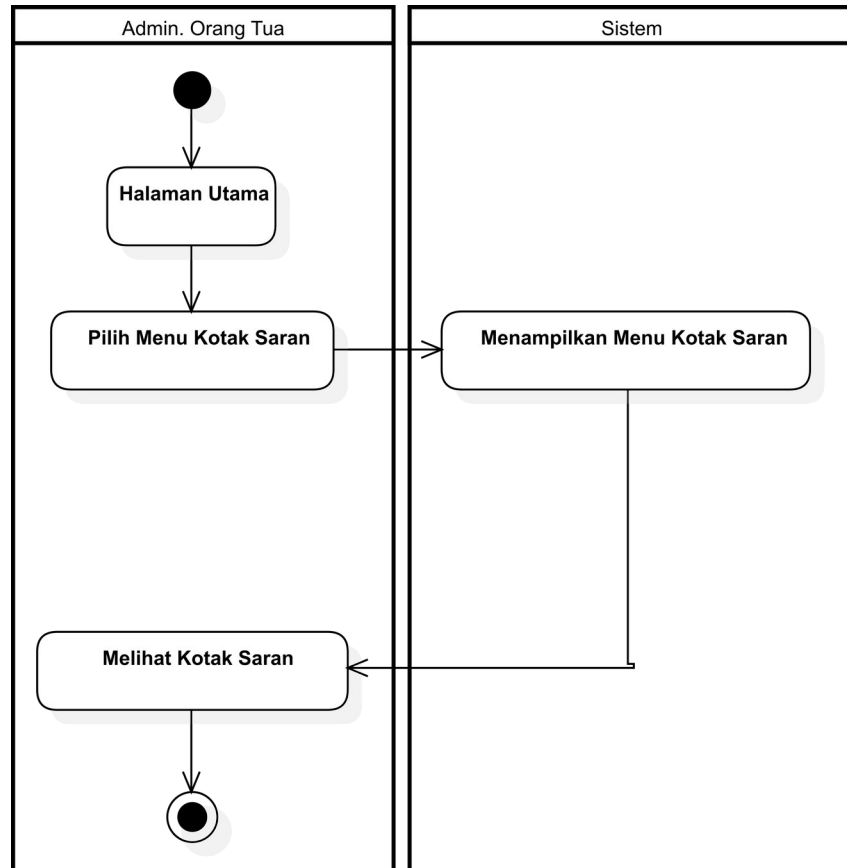 Admin. Orang Tua
Sistem
Halaman Utama
Pilih Menu Kotak Saran
Menampilkan Menu Kotak Saran
Melihat Kotak Saran